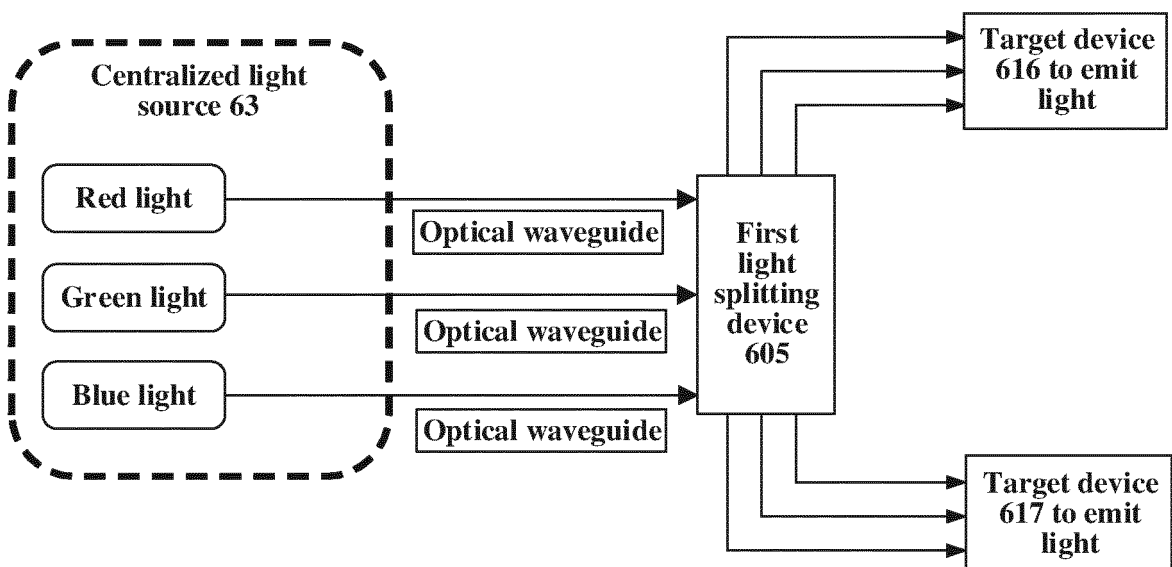 Centralized light
source 63
Red light
Green light
Blue light
Optical waveguide
Optical waveguide
Optical waveguide
First
light
splitting
device
605
Target device
616 to emit
light
Target device
617 to emit
light